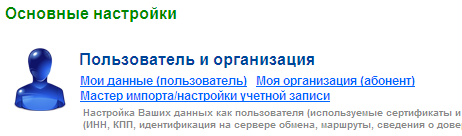 Основные настройки
Пользователь и организация
Мои данные (пользователь) Моя организация (абонент)
Мастер импорта/настройки учетной записи
Настройка Ваших данных как пользователя (используемые сертификаты и
(ИНН, КПП, идентификация на сервере обмена, маршруты, сведения о дове